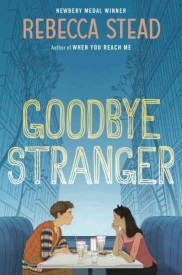 NEWBERY MEDAL WINNER
REBECCA STEAD
Author of WHEN YOU REACH ME
GOODBYE
STRANGER